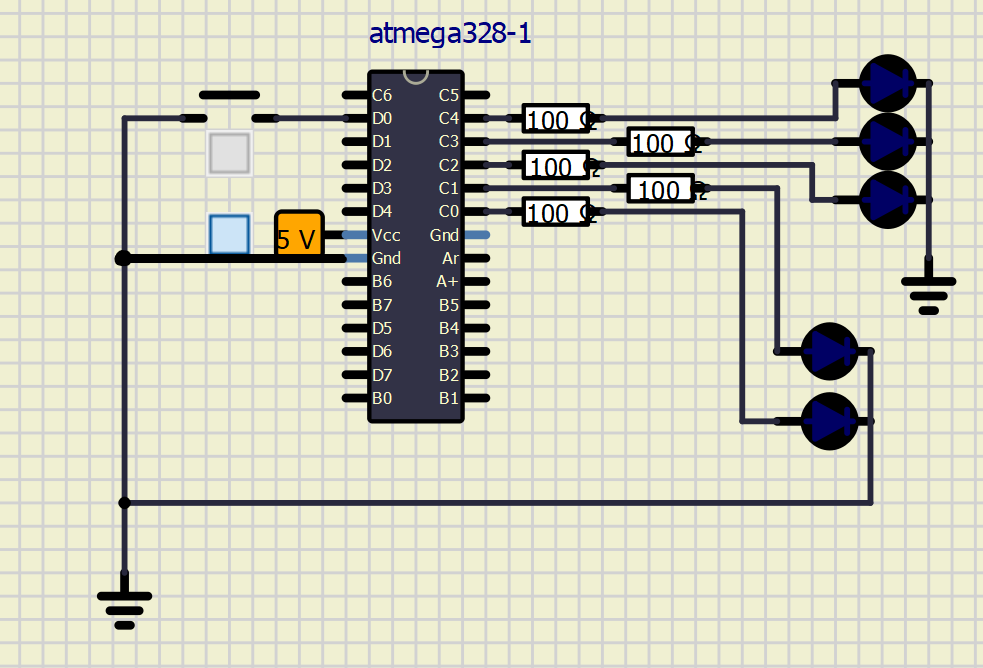 atmega328-1
C6 C5
D0 C4 100 Ω
D1 C3 100 Ω
D2 C2 100 Ω
D3 C1 100 Ω
D4 C0 100 Ω
5 V Vcc Gnd
Gnd Ar
B6 A+
B7 B5
D5 B4
D6 B3
D7 B2
B0 B1